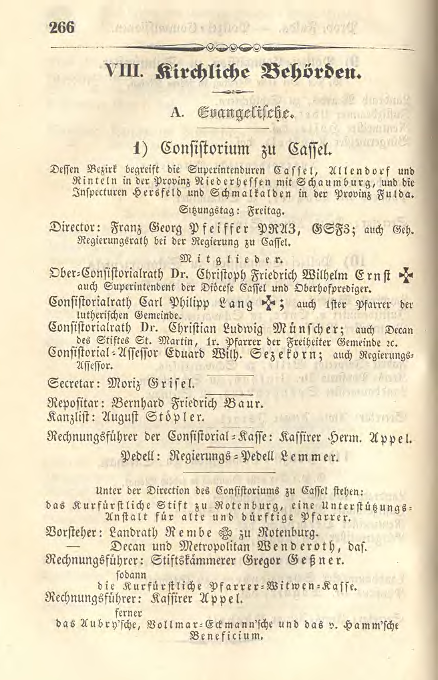 266
VIII. Kirchliche Behörden.
A. Evangelische.
1) Consistorium zu Cassel.
Dessen Bezirk begreift die Superintenduren Cassel, Allendorf und
Rinteln in der Provinz Niederhessen mit Schaumburg, und die
Inspecturen Hersfeld und Schmalkalden in der Provinz Fulda.
Sitzungstag: Freitag.
Director: Franz Georg Pfeiffer PRA3, GSF3; auch Geh.
Regierungsrath bei der Regierung zu Cassel.
Mitglieder.
Ober-Consistorialrath Dr. Christoph Friedrich Wilhelm Ernst ✠
auch Superintendent der Diöcese Cassel und Oberhofprediger.
Consistorialrath Carl Philipp Lang ✠; auch 1ster Pfarrer der
lutherischen Gemeinde.
Consistorialrath Dr. Christian Ludwig Münscher; auch Decan
des Stiftes St. Martin, 1r. Pfarrer der Freiheiter Gemeinde ꝛc.
Consistorial-Assessor Eduard Wilh. Sezekorn; auch Regierungs-
Assessor.
Secretar: Moriz Grisel.
Repositar: Bernhard Friedrich Baur.
Kanzlist: August Stöpler.
Rechnungsführer der Consistorial-Kasse: Kassirer Herm. Appel.
Pedell: Regierungs-Pedell Lemmer.
Unter der Direction des Consistoriums zu Cassel stehen:
das Kurfürstliche Stift zu Rotenburg, eine Unterstützungs-
Anstalt für alte und dürftige Pfarrer.
Vorsteher: Landrath Rembe zu Rotenburg.
— Decan und Metropolitan Wenderoth, das.
Rechnungsführer: Stiftskämmerer Gregor Geßner.
sodann
die Kurfürstliche Pfarrer-Witwen-Kasse.
Rechnungsführer: Kassirer Appel.
ferner
das Aubry'sche, Vollmar-Eckmann'sche und das v. Hamm'sche
Beneficium.